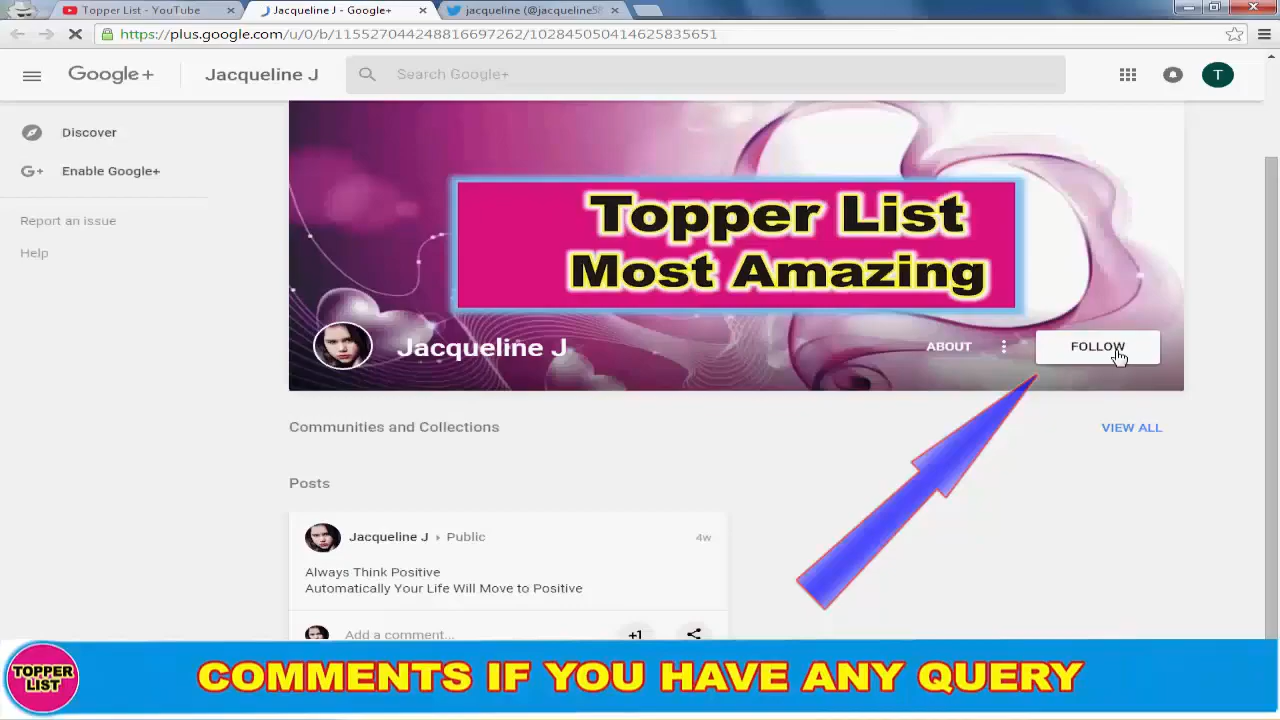 Topper List - YouTube
Jacqueline J - Google+
jacqueline (@jacqueline58
https://plus.google.com/u/0/b/115527044248816697262/102845050414625835651
Google+
Jacqueline J
Search Google+
T
Discover
G+ Enable Google+
Report an issue
Help
Topper List
Most Amazing
Jacqueline J
ABOUT
FOLLOW
Communities and Collections
VIEW ALL
Posts
Jacqueline J ▸ Public
4w
Always Think Positive
Automatically Your Life Will Move to Positive
Add a comment...
+1
TOPPER
LIST
COMMENTS IF YOU HAVE ANY QUERY